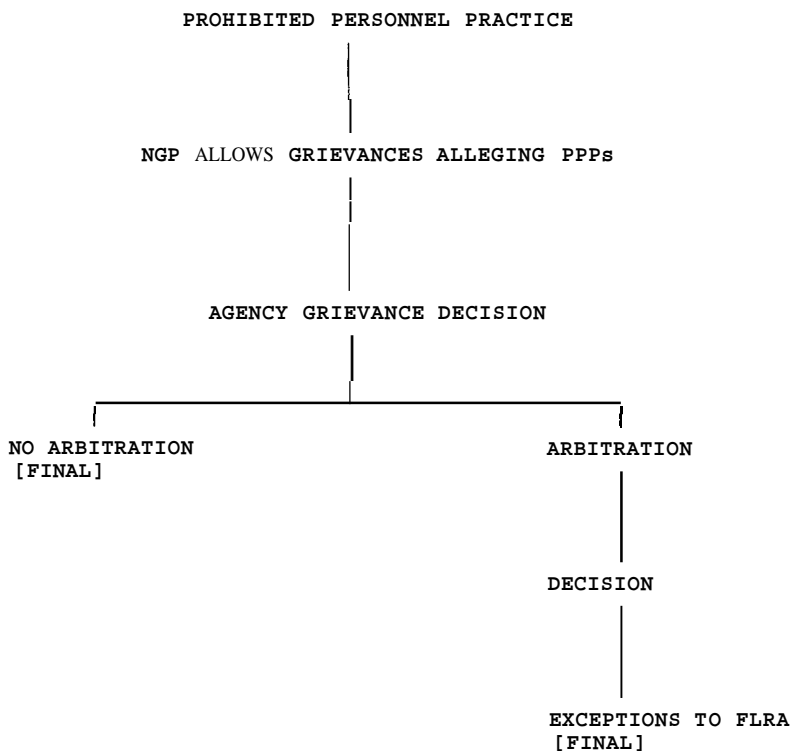 PROHIBITED PERSONNEL PRACTICE
NGP ALLOWS GRIEVANCES ALLEGING PPPs
AGENCY GRIEVANCE DECISION
NO ARBITRATION
[FINAL]
ARBITRATION
DECISION
EXCEPTIONS TO FLRA
[FINAL]